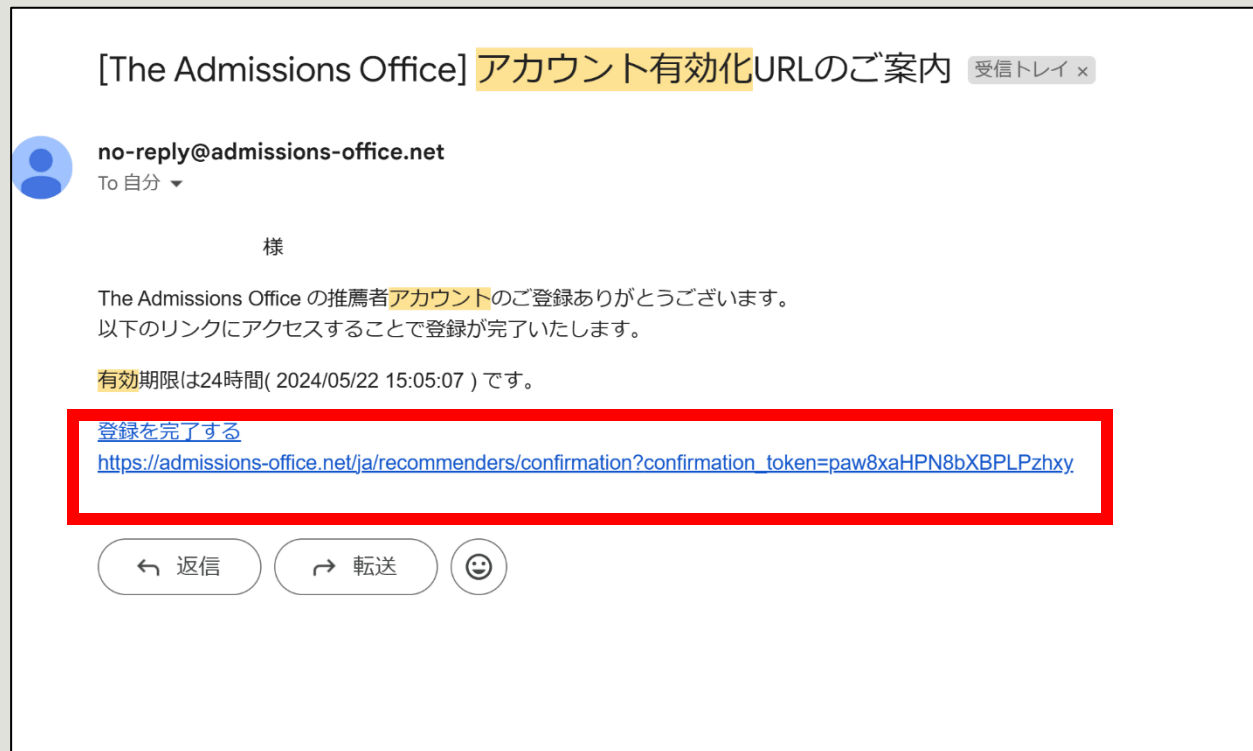 [The Admissions Office] アカウント有効化URLのご案内 受信トレイ ×
no-reply@admissions-office.net
To 自分
様
The Admissions Office の推薦者アカウントのご登録ありがとうございます。
以下のリンクにアクセスすることで登録が完了いたします。
有効期限は24時間( 2024/05/22 15:05:07 ) です。
登録を完了する
https://admissions-office.net/ja/recommenders/confirmation?confirmation_token=paw8xaHPN8bXBPLPzhxy
返信 転送